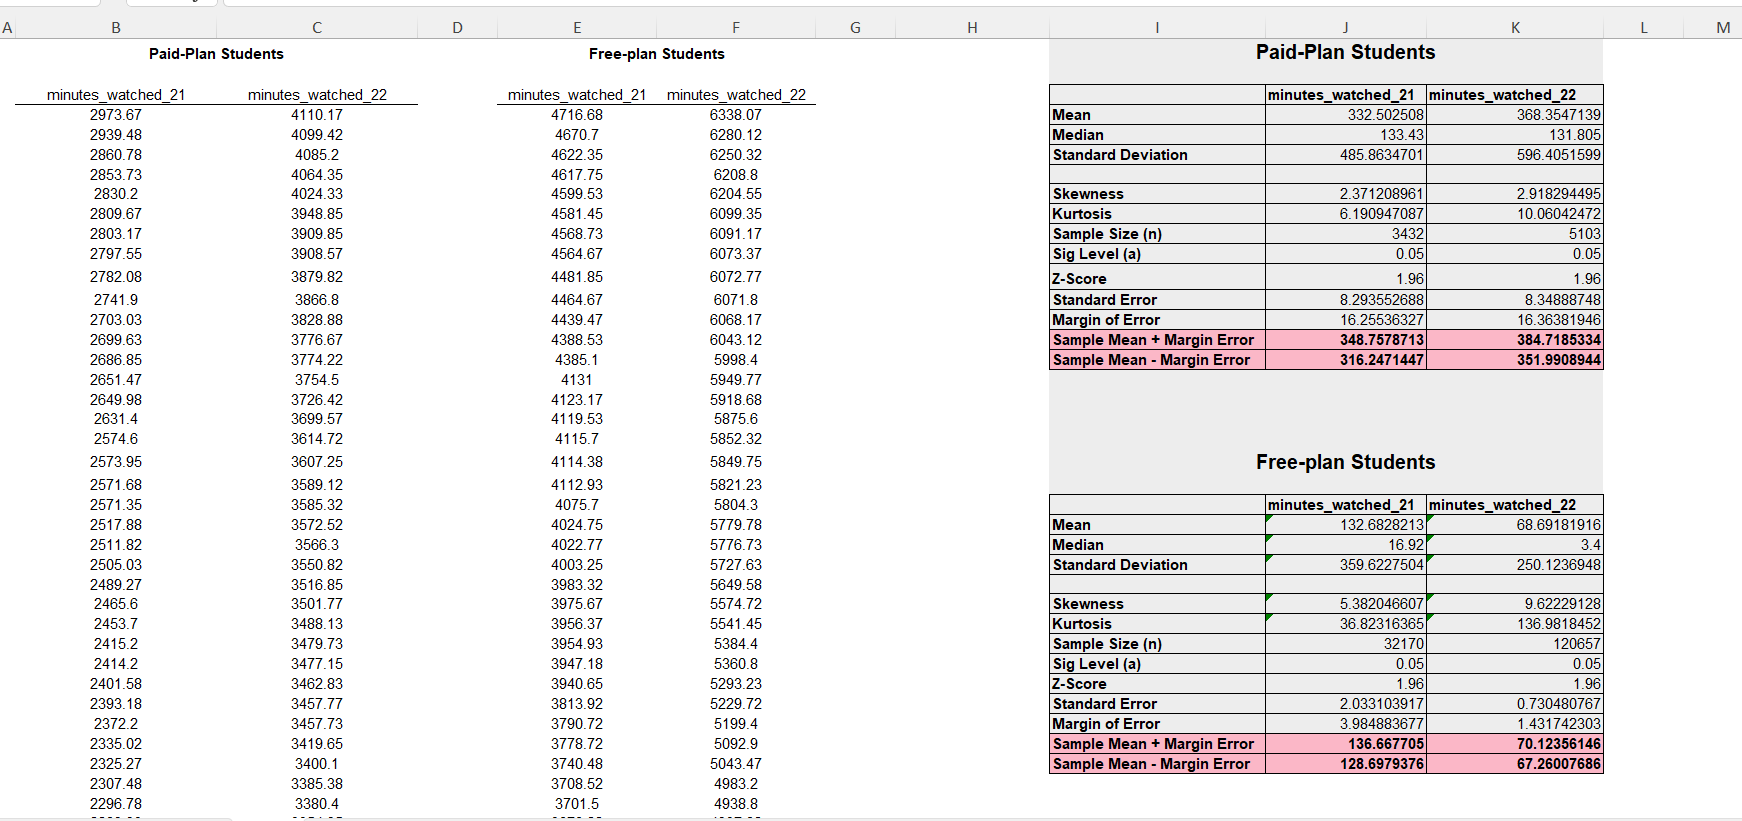 A B C D E F G H I J K L M
Paid-Plan Students Free-plan Students Paid-Plan Students
minutes_watched_21 minutes_watched_22 minutes_watched_21 minutes_watched_22 minutes_watched_21 minutes_watched_22
2973.67 4110.17 4716.68 6338.07 Mean 332.502508 368.3547139
2939.48 4099.42 4670.7 6280.12 Median 133.43 131.805
2860.78 4085.2 4622.35 6250.32 Standard Deviation 485.8634701 596.4051599
2853.73 4064.35 4617.75 6208.8
2830.2 4024.33 4599.53 6204.55 Skewness 2.371208961 2.918294495
2809.67 3948.85 4581.45 6099.35 Kurtosis 6.190947087 10.06042472
2803.17 3909.85 4568.73 6091.17 Sample Size (n) 3432 5103
2797.55 3908.57 4564.67 6073.37 Sig Level (a) 0.05 0.05
2782.08 3879.82 4481.85 6072.77 Z-Score 1.96 1.96
2741.9 3866.8 4464.67 6071.8 Standard Error 8.293552688 8.34888748
2703.03 3828.88 4439.47 6068.17 Margin of Error 16.25536327 16.36381946
2699.63 3776.67 4388.53 6043.12 Sample Mean + Margin Error 348.7578713 384.7185334
2686.85 3774.22 4385.1 5998.4 Sample Mean - Margin Error 316.2471447 351.9908944
2651.47 3754.5 4131 5949.77
2649.98 3726.42 4123.17 5918.68
2631.4 3699.57 4119.53 5875.6
2574.6 3614.72 4115.7 5852.32
2573.95 3607.25 4114.38 5849.75 Free-plan Students
2571.68 3589.12 4112.93 5821.23
2571.35 3585.32 4075.7 5804.3 minutes_watched_21 minutes_watched_22
2517.88 3572.52 4024.75 5779.78 Mean 132.6828213 68.69181916
2511.82 3566.3 4022.77 5776.73 Median 16.92 3.4
2505.03 3550.82 4003.25 5727.63 Standard Deviation 359.6227504 250.1236948
2489.27 3516.85 3983.32 5649.58
2465.6 3501.77 3975.67 5574.72 Skewness 5.382046607 9.62229128
2453.7 3488.13 3956.37 5541.45 Kurtosis 36.82316365 136.9818452
2415.2 3479.73 3954.93 5384.4 Sample Size (n) 32170 120657
2414.2 3477.15 3947.18 5360.8 Sig Level (a) 0.05 0.05
2401.58 3462.83 3940.65 5293.23 Z-Score 1.96 1.96
2393.18 3457.77 3813.92 5229.72 Standard Error 2.033103917 0.730480767
2372.2 3457.73 3790.72 5199.4 Margin of Error 3.984883677 1.431742303
2335.02 3419.65 3778.72 5092.9 Sample Mean + Margin Error 136.667705 70.12356146
2325.27 3400.1 3740.48 5043.47 Sample Mean - Margin Error 128.6979376 67.26007686
2307.48 3385.38 3708.52 4983.2
2296.78 3380.4 3701.5 4938.8